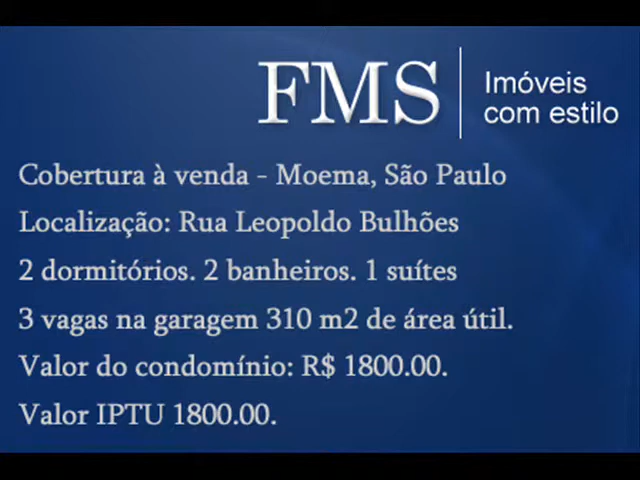 FMS
Imóveis
com estilo
Cobertura à venda - Moema, São Paulo
Localização: Rua Leopoldo Bulhões
2 dormitórios. 2 banheiros. 1 suítes
3 vagas na garagem 310 m2 de área útil.
Valor do condomínio: R$ 1800.00.
Valor IPTU 1800.00.